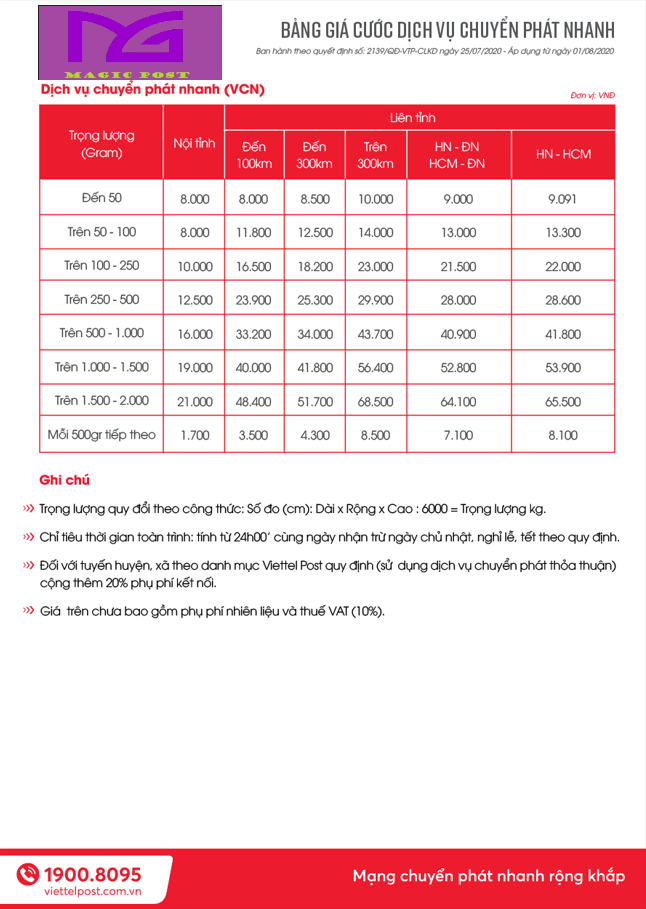 MAGIC POST
BẢNG GIÁ CƯỚC DỊCH VỤ CHUYỂN PHÁT NHANH
Ban hành theo quyết định số: 2139/QĐ-VTP-CLKD ngày 25/07/2020 - Áp dụng từ ngày 01/08/2020
Dịch vụ chuyển phát nhanh (VCN)
Đơn vị: VNĐ
Trọng lượng (Gram) Nội tỉnh Liên tỉnh
Đến 100km Đến 300km Trên 300km HN - ĐN HCM - ĐN HN - HCM
Đến 50 8.000 8.000 8.500 10.000 9.000 9.091
Trên 50 - 100 8.000 11.800 12.500 14.000 13.000 13.300
Trên 100 - 250 10.000 16.500 18.200 23.000 21.500 22.000
Trên 250 - 500 12.500 23.900 25.300 29.900 28.000 28.600
Trên 500 - 1.000 16.000 33.200 34.000 43.700 40.900 41.800
Trên 1.000 - 1.500 19.000 40.000 41.800 56.400 52.800 53.900
Trên 1.500 - 2.000 21.000 48.400 51.700 68.500 64.100 65.500
Mỗi 500gr tiếp theo 1.700 3.500 4.300 8.500 7.100 8.100
Ghi chú
Trọng lượng quy đổi theo công thức: Số đo (cm): Dài x Rộng x Cao : 6000 = Trọng lượng kg.
Chỉ tiêu thời gian toàn trình: tính từ 24h00' cùng ngày nhận trừ ngày chủ nhật, nghỉ lễ, tết theo quy định.
Đối với tuyến huyện, xã theo danh mục Viettel Post quy định (sử dụng dịch vụ chuyển phát thỏa thuận)
cộng thêm 20% phụ phí kết nối.
Giá trên chưa bao gồm phụ phí nhiên liệu và thuế VAT (10%).
1900.8095
viettelpost.com.vn
Mạng chuyển phát nhanh rộng khắp